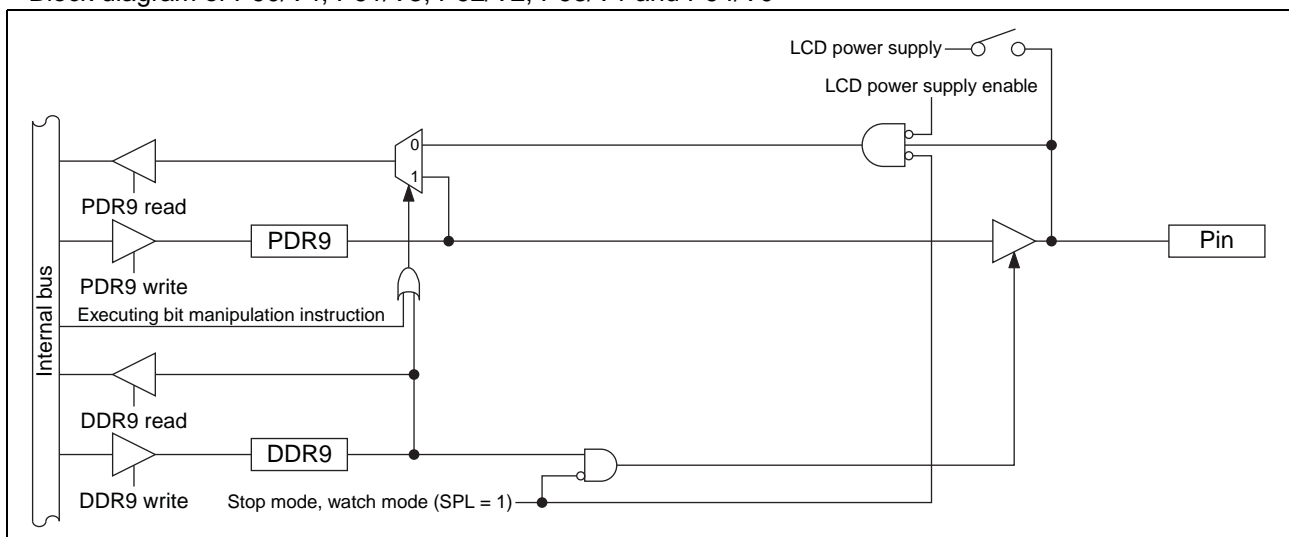 LCD power supply
LCD power supply enable
0
1
PDR9 read
PDR9
Pin
PDR9 write
Internal bus
Executing bit manipulation instruction
DDR9 read
DDR9
DDR9 write
Stop mode, watch mode (SPL = 1)